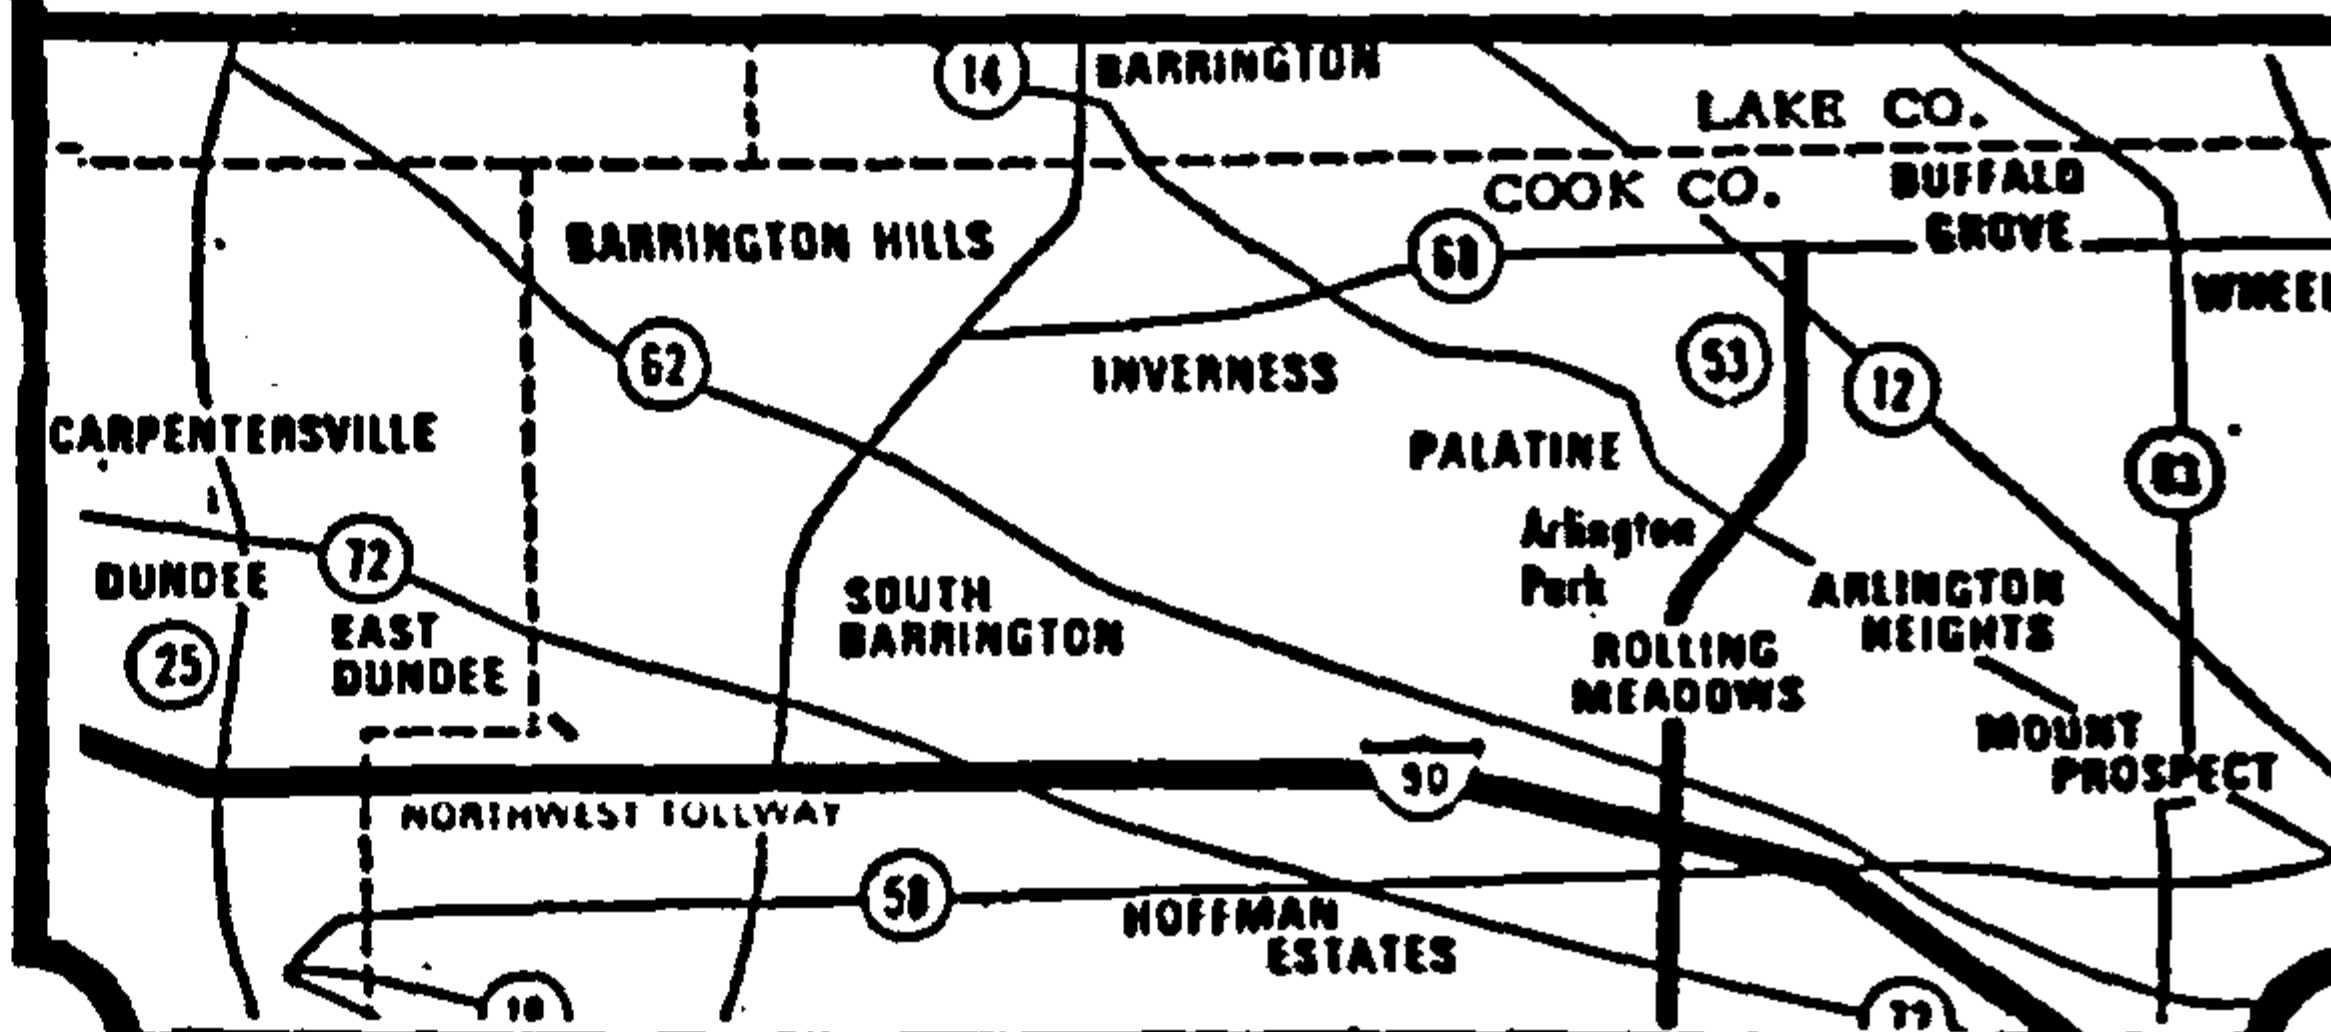 14
BARRINGTON
LAKE CO.
COOK CO.
BUFFALO
GROVE
BARRINGTON HILLS
68
62
INVERNESS
53
12
CARPENTERSVILLE
PALATINE
83
72
Arlington
Park
DUNDEE
25
EAST
DUNDEE
SOUTH
BARRINGTON
ARLINGTON
HEIGHTS
ROLLING
MEADOWS
MOUNT
PROSPECT
90
NORTHWEST TOLLWAY
58
HOFFMAN
ESTATES
72